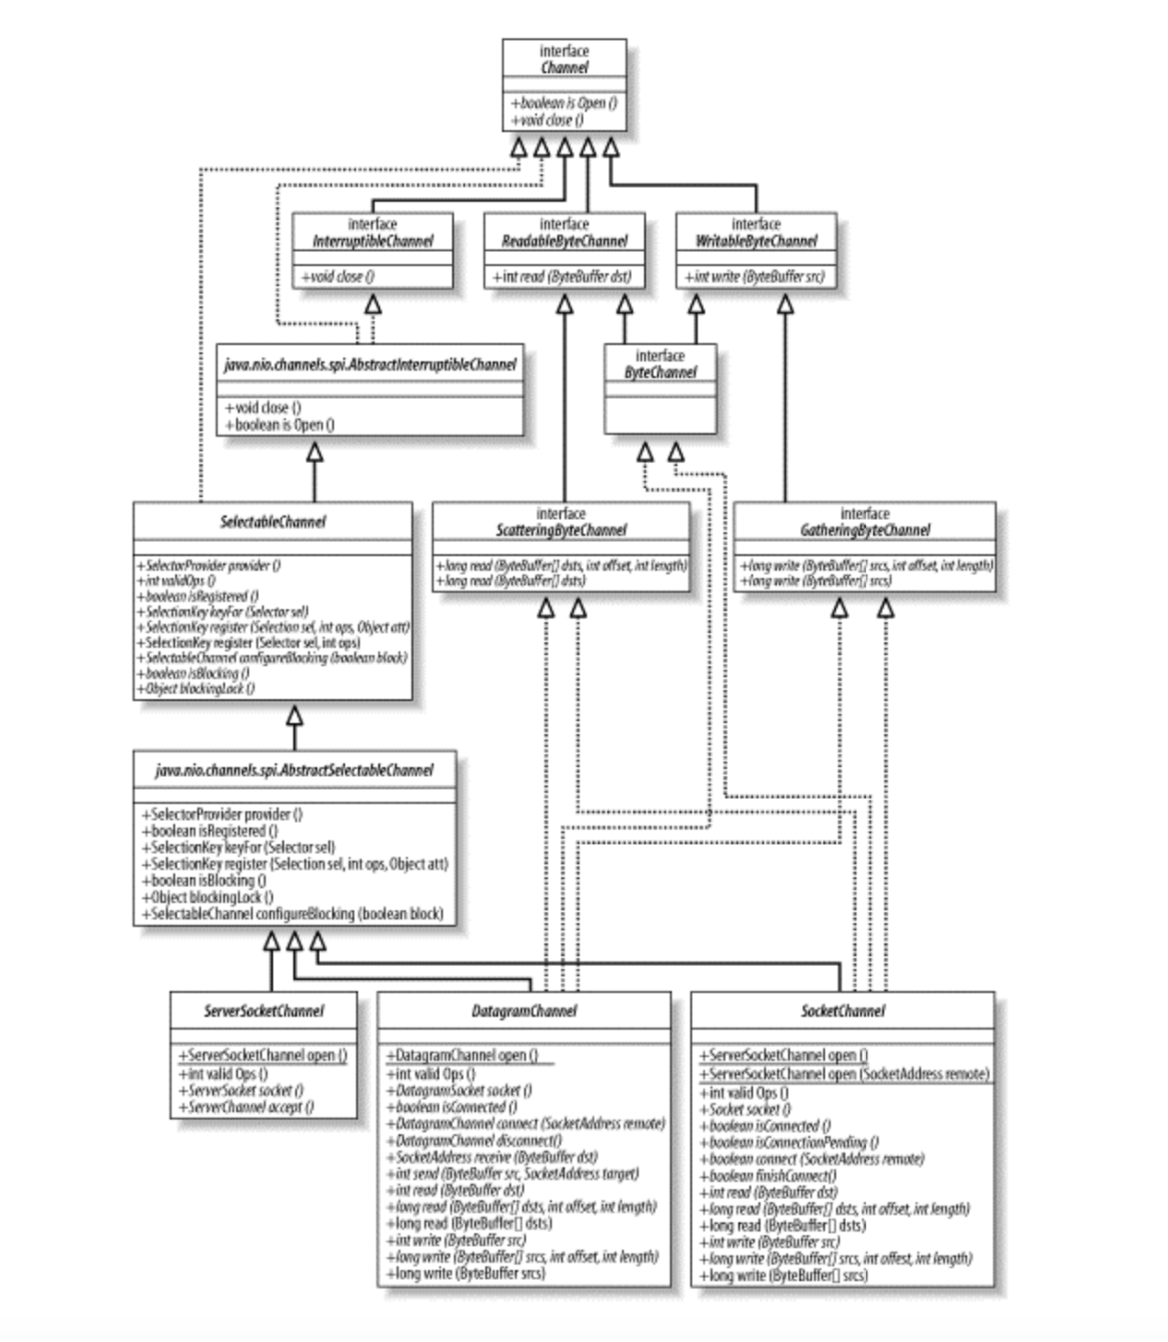 interface
Channel
+boolean is Open ()
+void close ()
interface
InterruptibleChannel
+void close ()
interface
ReadableByteChannel
+int read (ByteBuffer dst)
interface
WritableByteChannel
+int write (ByteBuffer src)
java.nio.channels.spi.AbstractInterruptibleChannel
+void close ()
+boolean is Open ()
interface
ByteChannel
SelectableChannel
+SelectorProvider provider ()
+int validOps ()
+boolean isRegistered ()
+SelectionKey keyFor (Selector sel)
+SelectionKey register (Selection sel, int ops, Object att)
+SelectionKey register (Selector sel, int ops)
+SelectableChannel configureBlocking (boolean block)
+boolean isBlocking ()
+Object blockingLock ()
interface
ScatteringByteChannel
+long read (ByteBuffer[] dsts, int offset, int length)
+long read (ByteBuffer[] dsts)
interface
GatheringByteChannel
+long write (ByteBuffer[] srcs, int offset, int length)
+long write (ByteBuffer[] srcs)
java.nio.channels.spi.AbstractSelectableChannel
+SelectorProvider provider ()
+boolean isRegistered ()
+SelectionKey keyFor (Selector sel)
+SelectionKey register (Selection sel, int ops, Object att)
+boolean isBlocking ()
+Object blockingLock ()
+SelectableChannel configureBlocking (boolean block)
ServerSocketChannel
+ServerSocketChannel open ()
+int valid Ops ()
+ServerSocket socket ()
+ServerChannel accept ()
DatagramChannel
+DatagramChannel open ()
+int valid Ops ()
+DatagramSocket socket ()
+boolean isConnected ()
+DatagramChannel connect (SocketAddress remote)
+DatagramChannel disconnect()
+SocketAddress receive (ByteBuffer dst)
+int send (ByteBuffer src, SocketAddress target)
+int read (ByteBuffer dst)
+long read (ByteBuffer[] dsts, int offset, int length)
+long read (ByteBuffer[] dsts)
+int write (ByteBuffer src)
+long write (ByteBuffer[] srcs, int offset, int length)
+long write (ByteBuffer srcs)
SocketChannel
+ServerSocketChannel open ()
+ServerSocketChannel open (SocketAddress remote)
+int valid Ops ()
+Socket socket ()
+boolean isConnected ()
+boolean isConnectionPending ()
+boolean connect (SocketAddress remote)
+boolean finishConnect()
+int read (ByteBuffer dst)
+long read (ByteBuffer[] dsts, int offset, int length)
+long read (ByteBuffer[] dsts)
+int write (ByteBuffer src)
+long write (ByteBuffer[] srcs, int offest, int length)
+long write (ByteBuffer[] srcs)